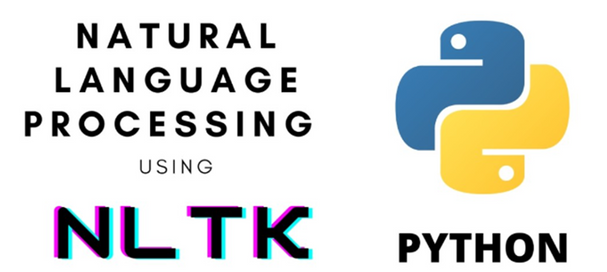 NATURAL
LANGUAGE
PROCESSING
USING
NLTK
PYTHON